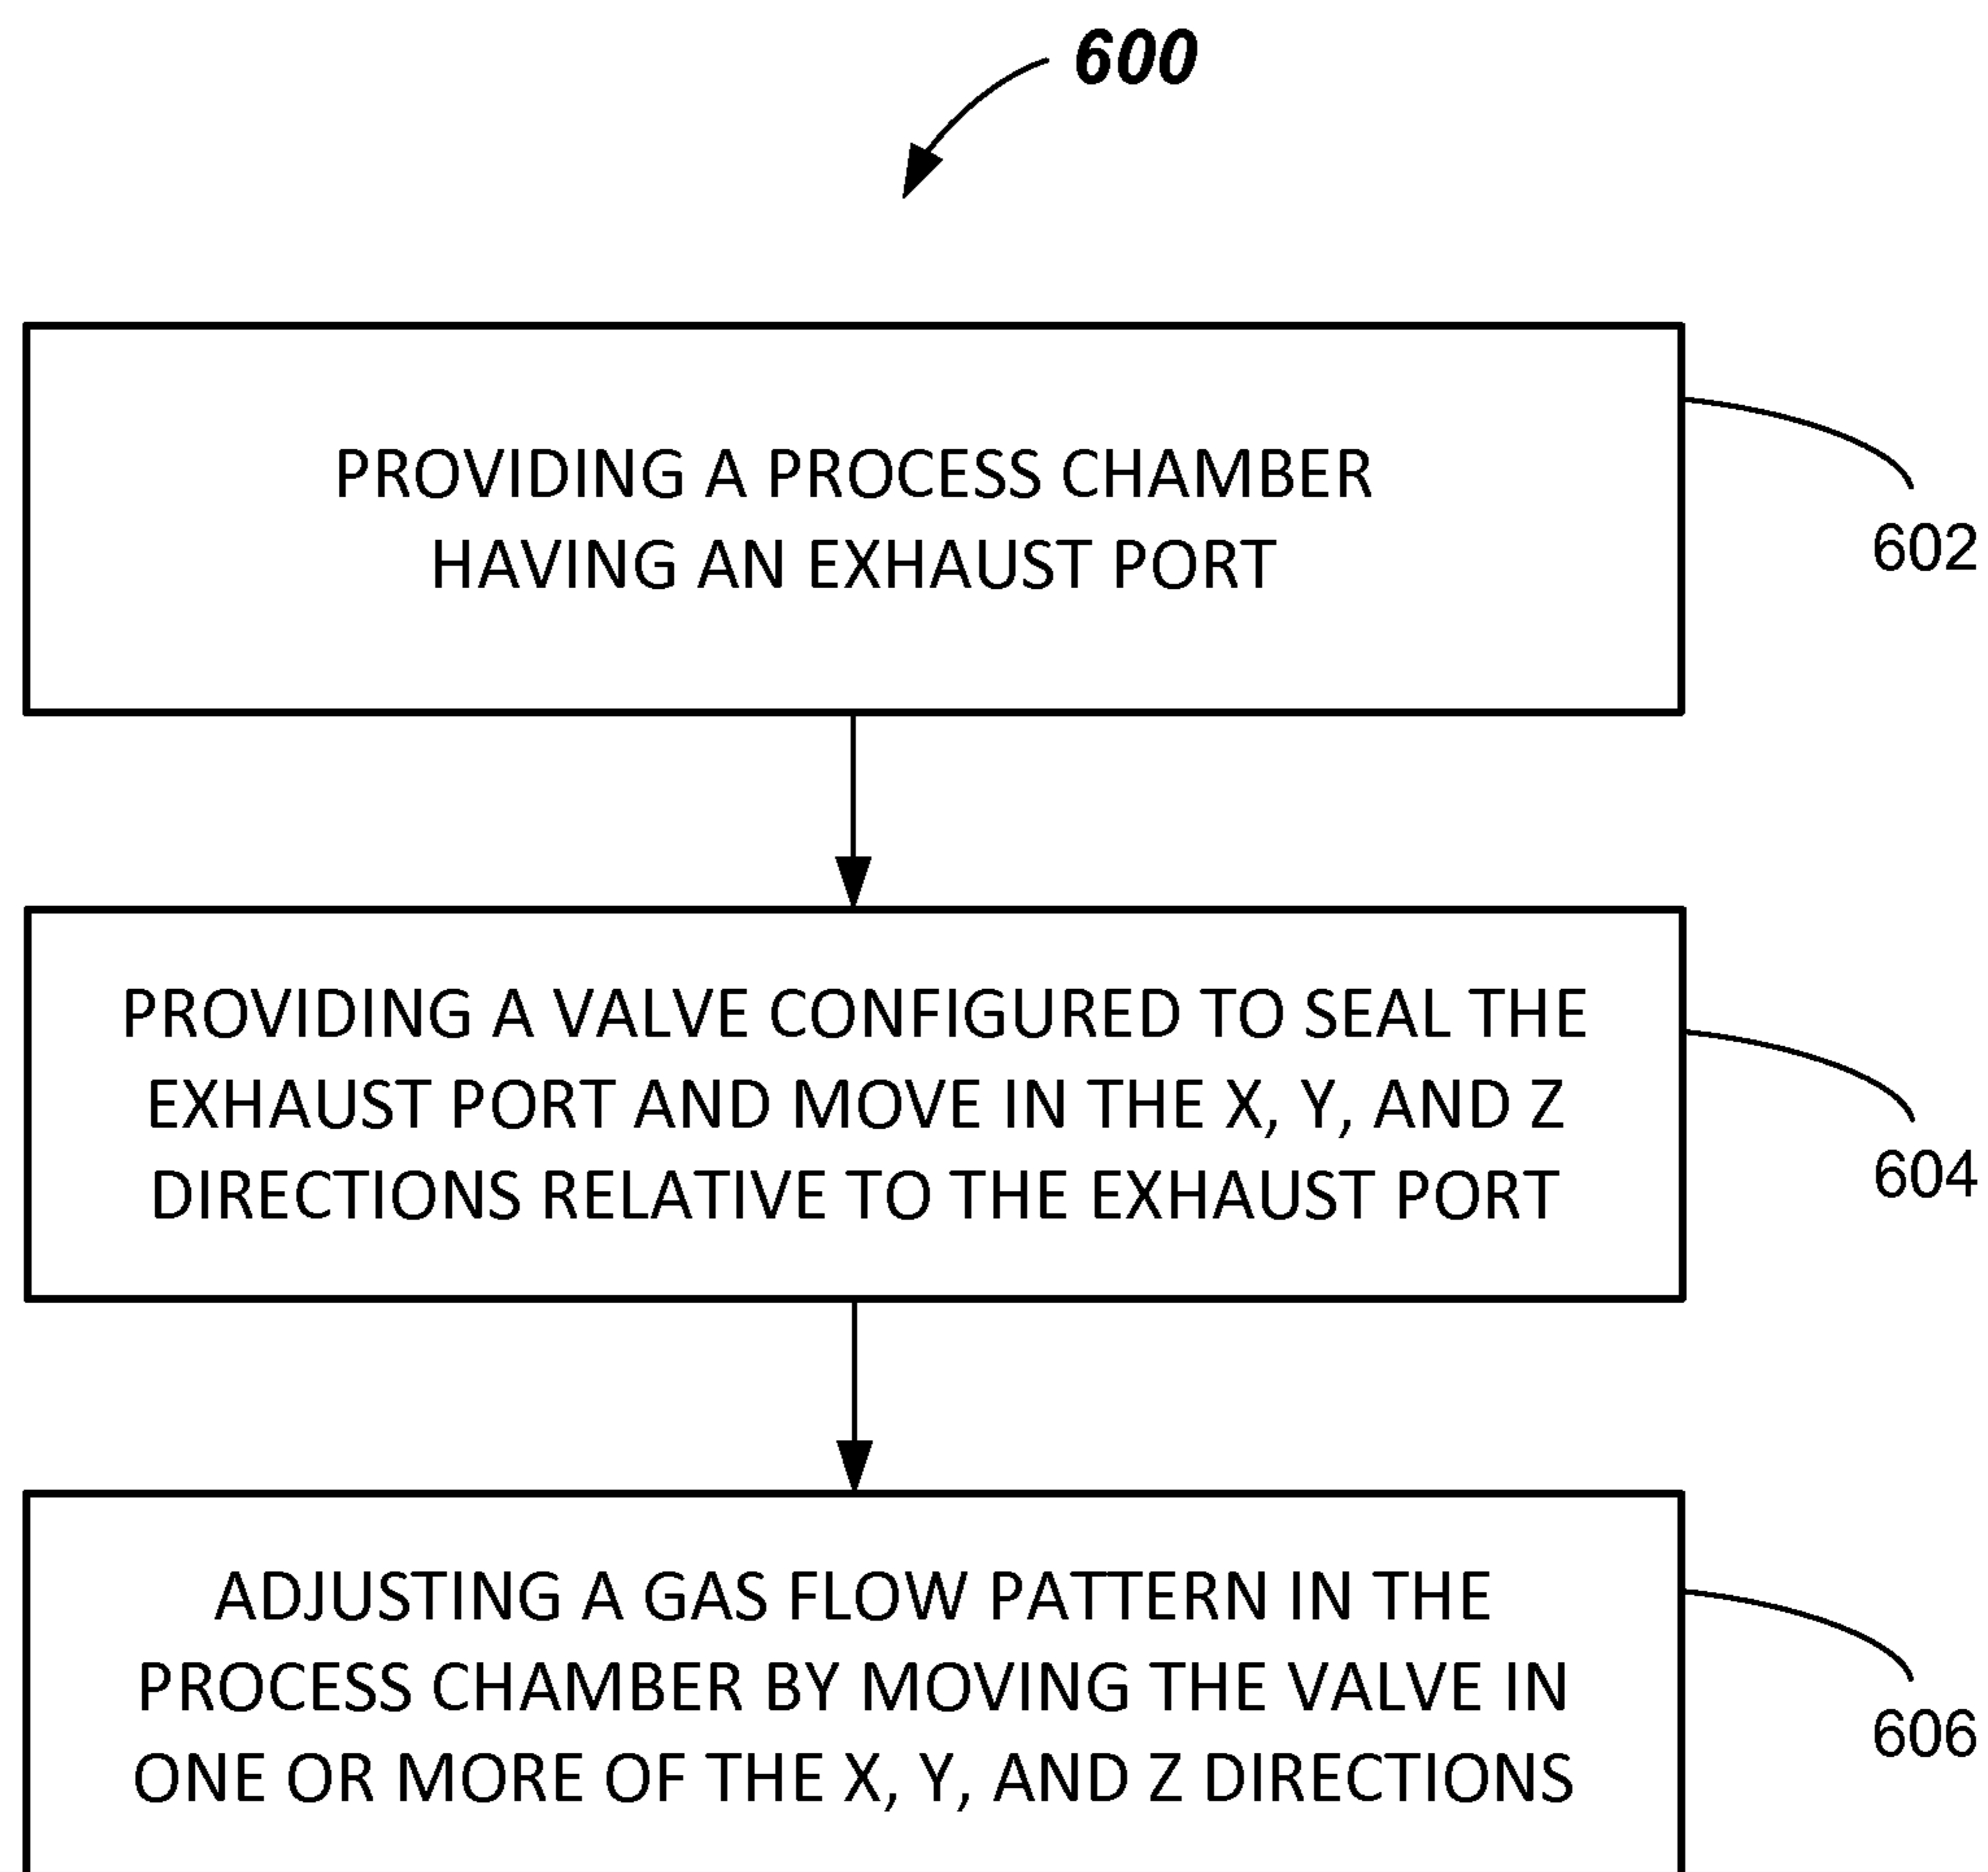 600
PROVIDING A PROCESS CHAMBER
HAVING AN EXHAUST PORT
602
PROVIDING A VALVE CONFIGURED TO SEAL THE
EXHAUST PORT AND MOVE IN THE X, Y, AND Z
DIRECTIONS RELATIVE TO THE EXHAUST PORT
604
ADJUSTING A GAS FLOW PATTERN IN THE
PROCESS CHAMBER BY MOVING THE VALVE IN
ONE OR MORE OF THE X, Y, AND Z DIRECTIONS
606